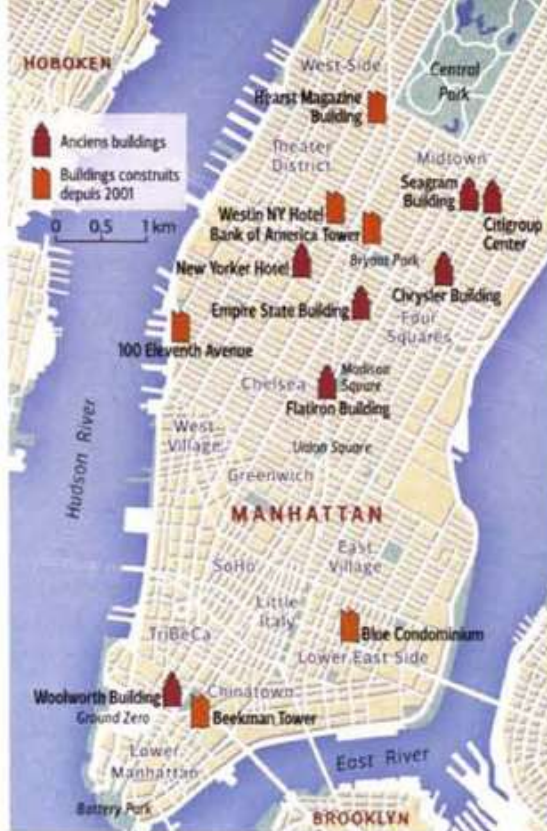 HOBOKEN
West Side
Central
Park
Hearst Magazine
Building
Anciens buildings
Buildings construits
depuis 2001
0 0,5 1 km
Theater
District
Midtown
Seagram
Building
Citigroup
Center
Westin NY Hotel
Bank of America Tower
Bryant Park
New Yorker Hotel
Chrysler Building
Empire State Building
Four
Squares
100 Eleventh Avenue
Chelsea
Madison
Square
Flatiron Building
Hudson River
West
Village
Union Square
Greenwich
MANHATTAN
East
Village
SoHo
Little
Italy
TriBeCa
Blue Condominium
Lower East Side
Woolworth Building
Chinatown
Ground Zero
Beekman Tower
Lower
Manhattan
East River
Battery Park
BROOKLYN